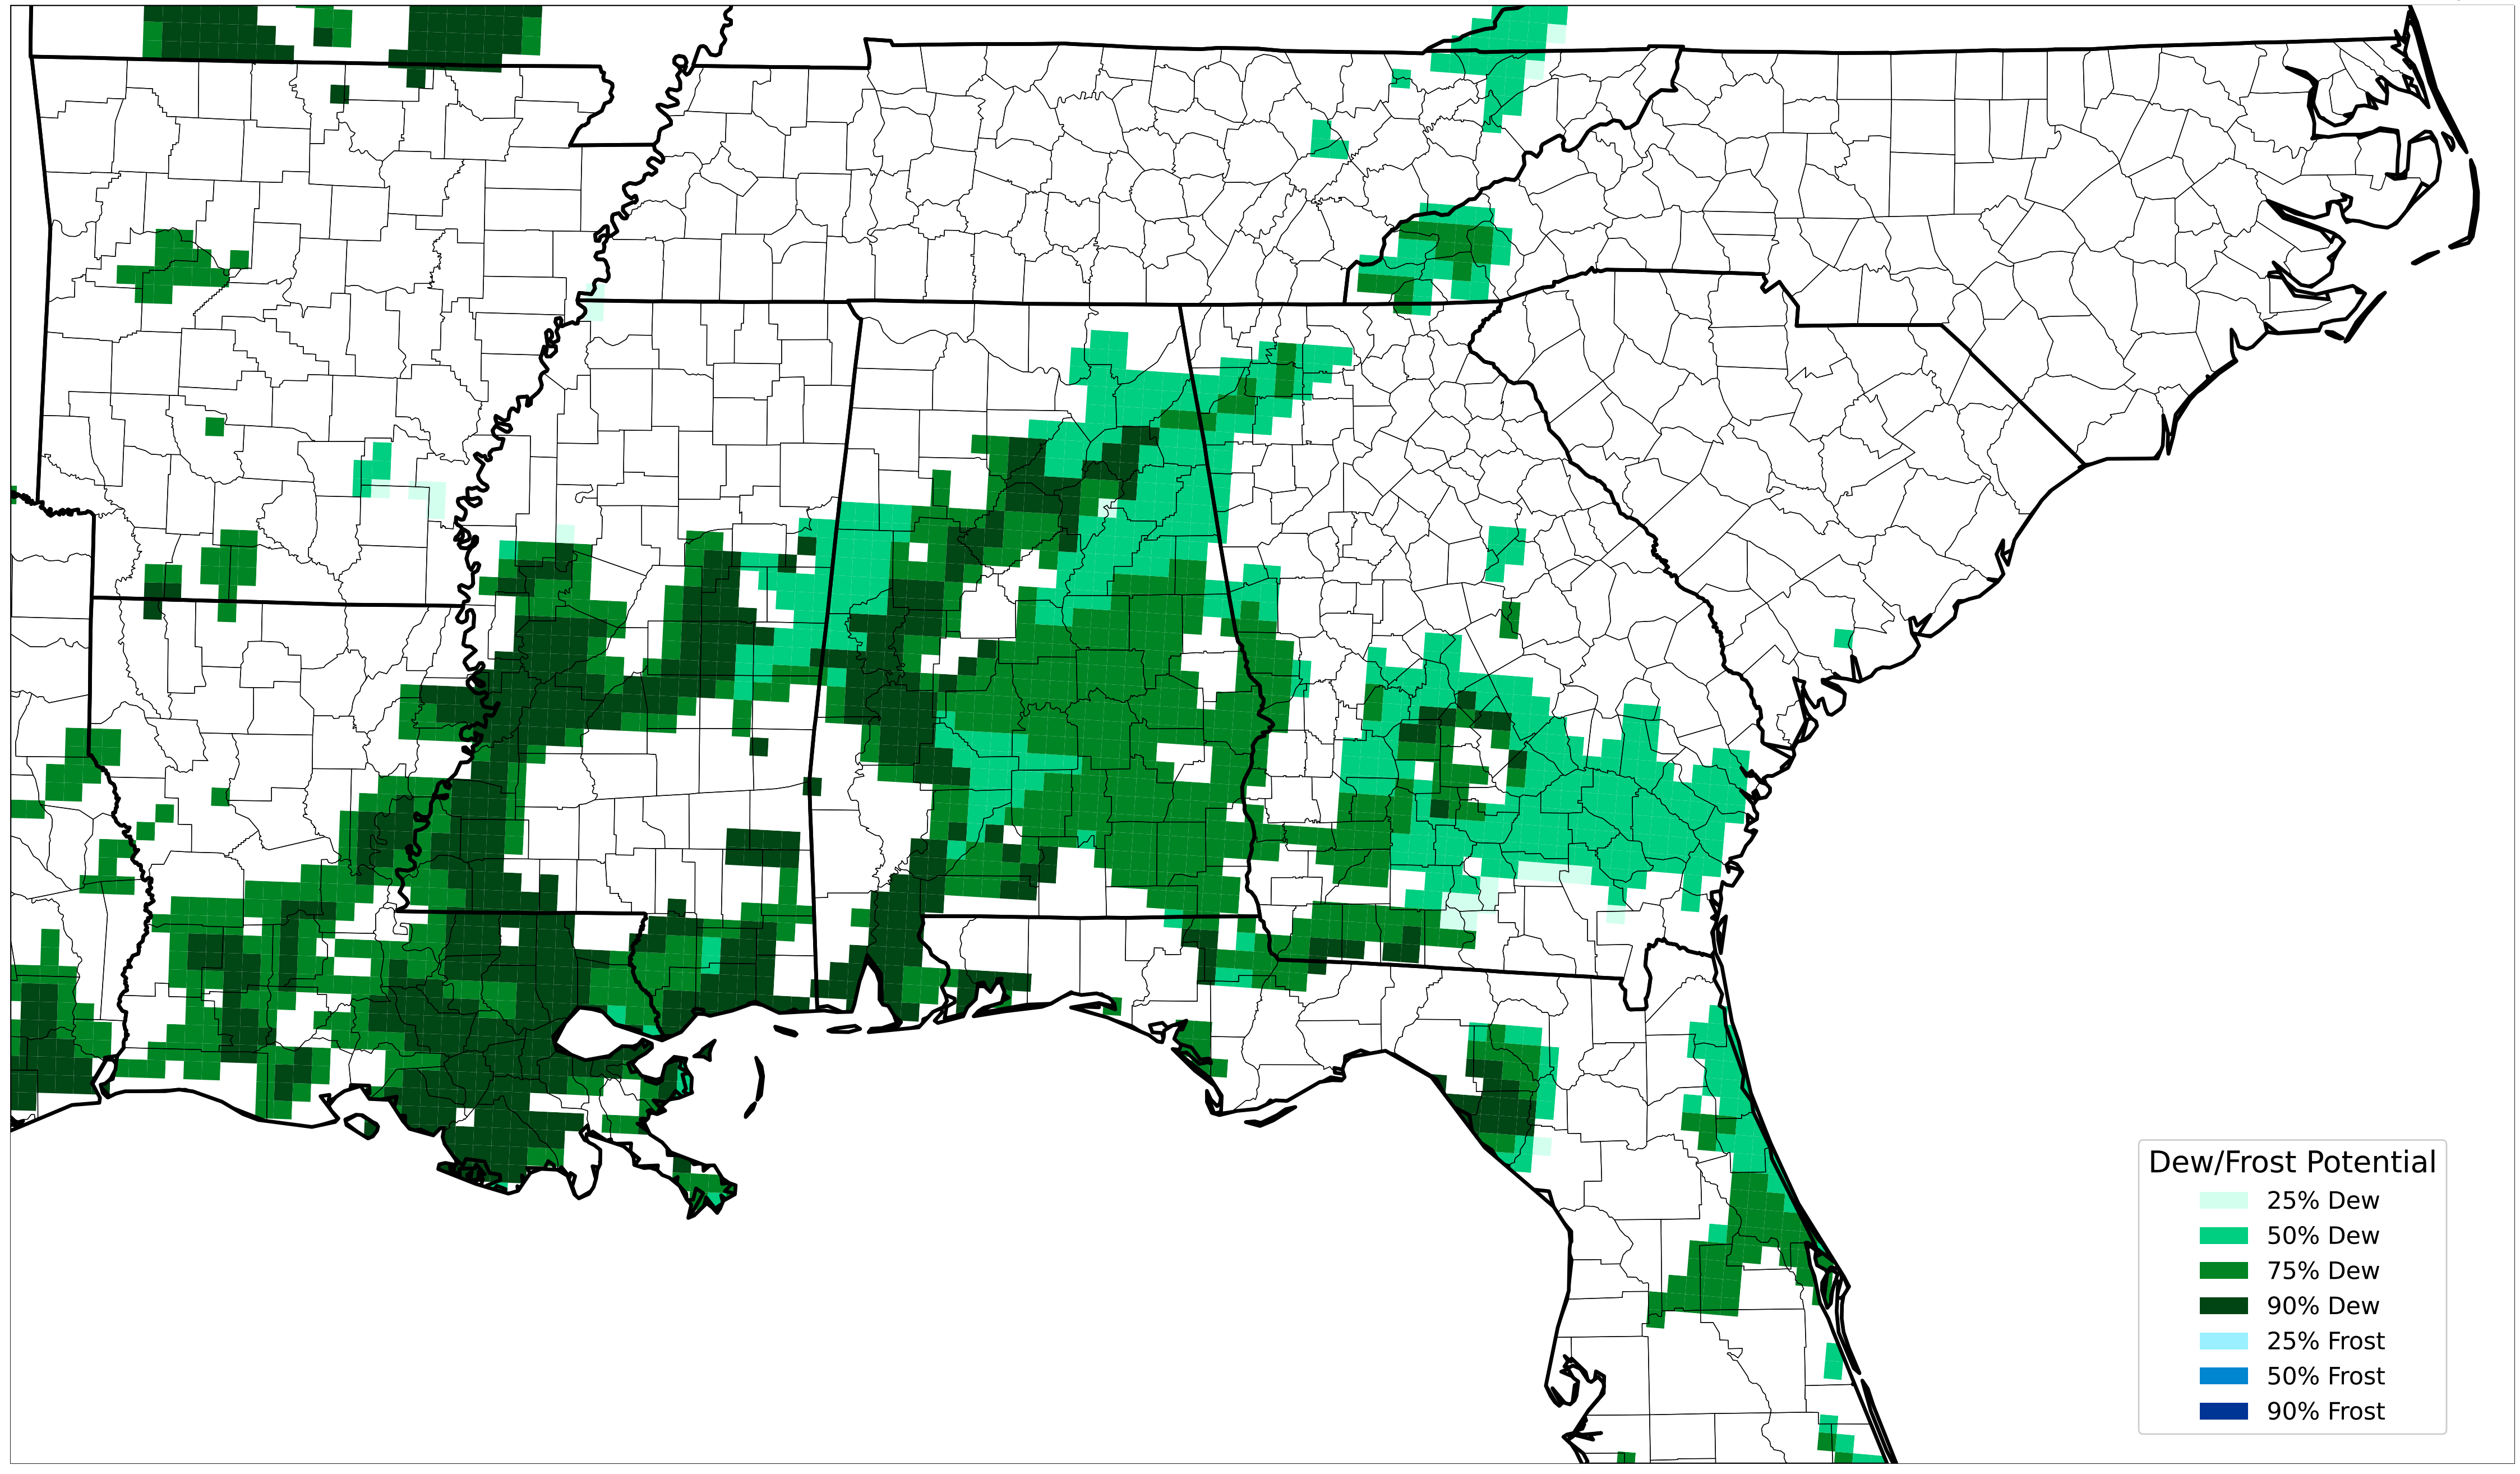 Dew/Frost Potential
25% Dew
50% Dew
75% Dew
90% Dew
25% Frost
50% Frost
90% Frost